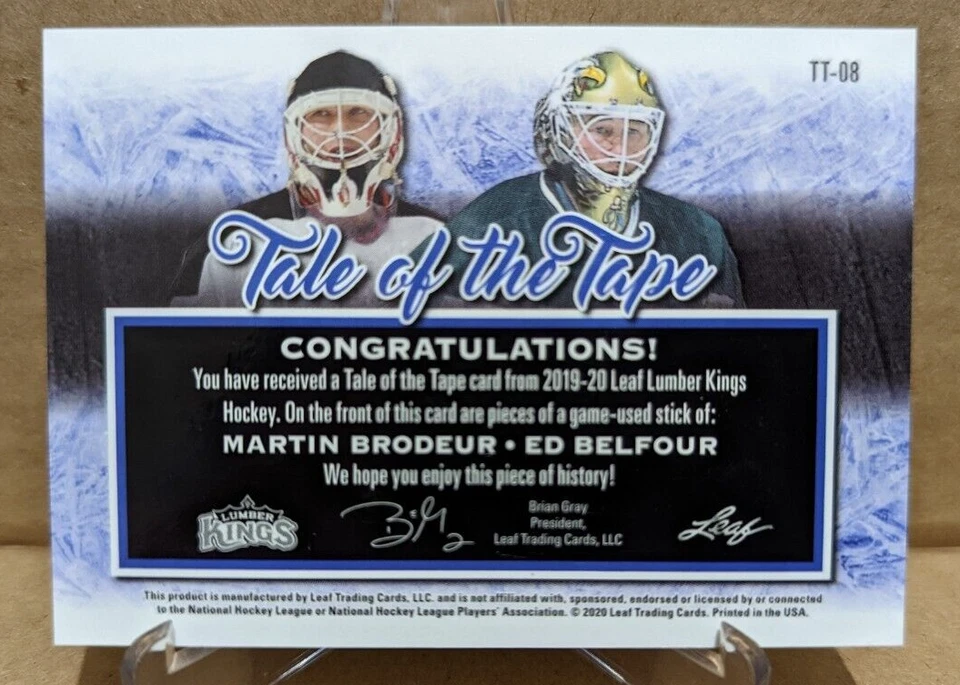 TT-08
Tale of the Tape
CONGRATULATIONS!
You have received a Tale of the Tape card from 2019-20 Leaf Lumber Kings
Hockey. On the front of this card are pieces of a game-used stick of:
MARTIN BRODEUR • ED BELFOUR
We hope you enjoy this piece of history!
LUMBER
KINGS
Brian Gray
President,
Leaf Trading Cards, LLC
Leaf
This product is manufactured by Leaf Trading Cards, LLC. and is not affiliated with, sponsored, endorsed or licensed by or connected
to the National Hockey League or National Hockey League Players' Association. © 2020 Leaf Trading Cards. Printed in the USA.